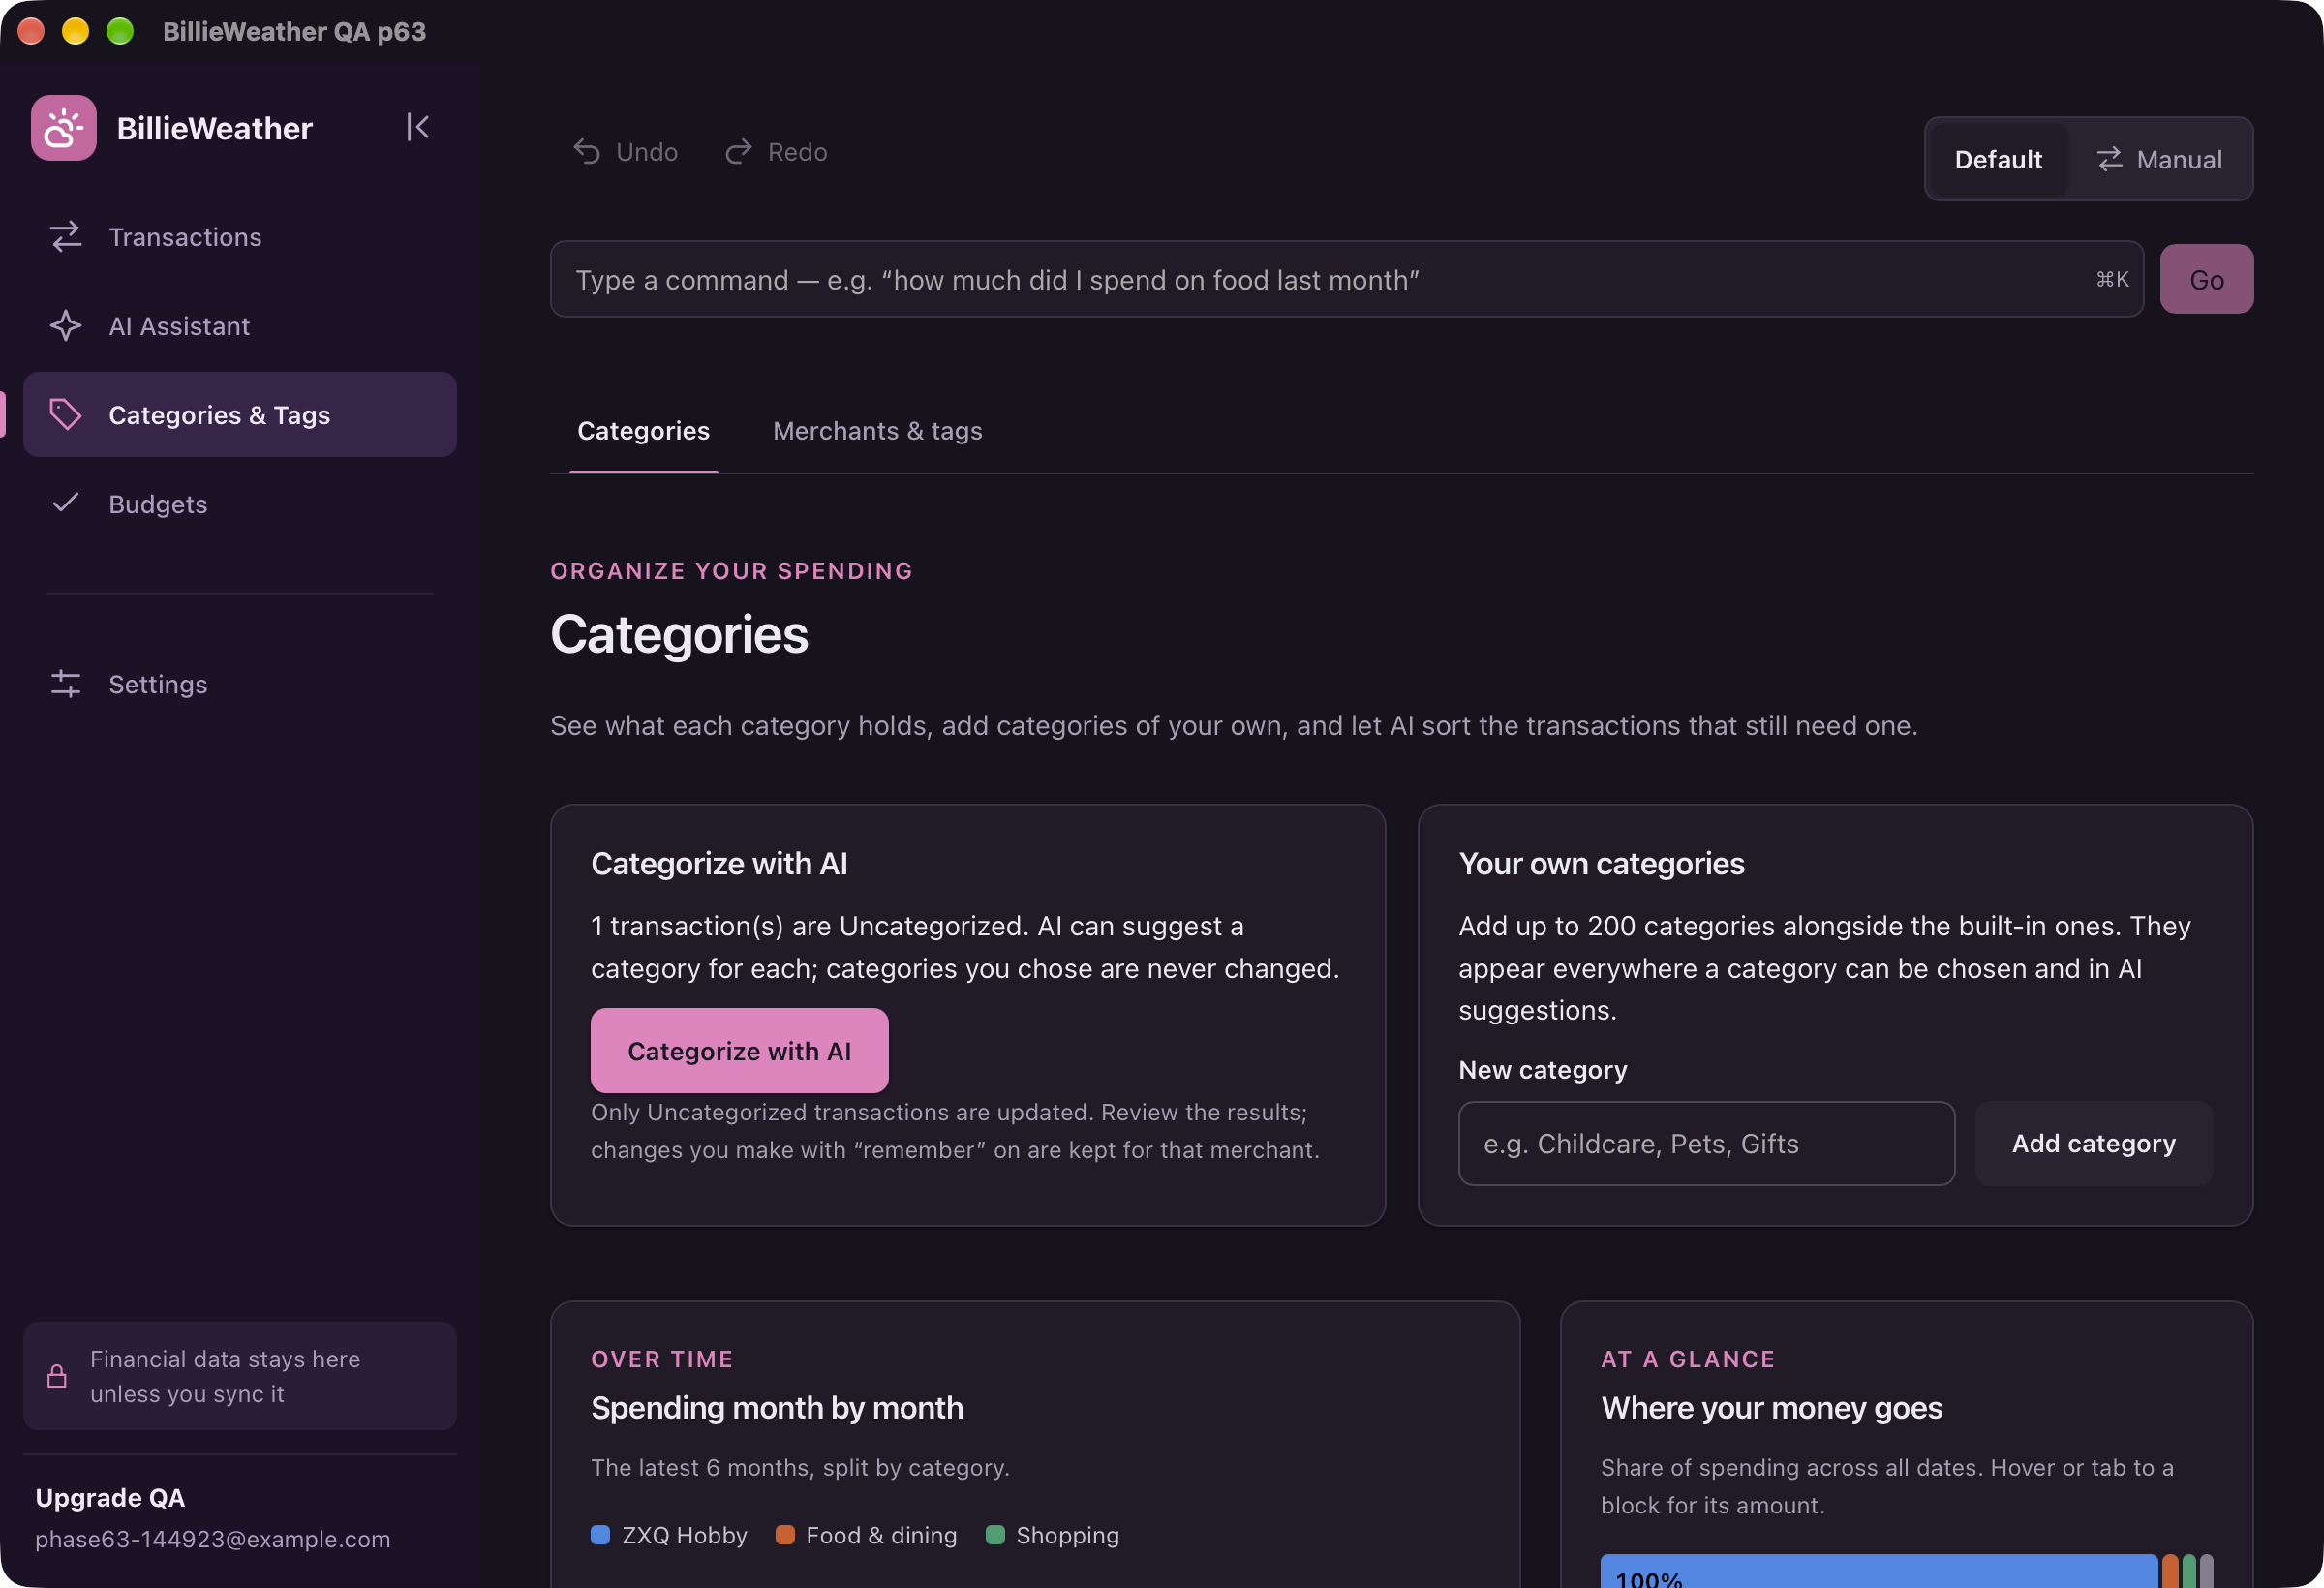 BillieWeather QA p63
BillieWeather
Transactions
AI Assistant
Categories & Tags
Budgets
Settings
Financial data stays here
unless you sync it
Upgrade QA
phase63-144923@example.com
Undo
Redo
Default
Manual
Type a command — e.g. “how much did I spend on food last month”
⌘K
Go
Categories
Merchants & tags
ORGANIZE YOUR SPENDING
Categories
See what each category holds, add categories of your own, and let AI sort the transactions that still need one.
Categorize with AI
1 transaction(s) are Uncategorized. AI can suggest a
category for each; categories you chose are never changed.
Categorize with AI
Only Uncategorized transactions are updated. Review the results;
changes you make with “remember” on are kept for that merchant.
Your own categories
Add up to 200 categories alongside the built-in ones. They
appear everywhere a category can be chosen and in AI
suggestions.
New category
e.g. Childcare, Pets, Gifts
Add category
OVER TIME
Spending month by month
The latest 6 months, split by category.
ZXQ Hobby
Food & dining
Shopping
AT A GLANCE
Where your money goes
Share of spending across all dates. Hover or tab to a
block for its amount.
100%